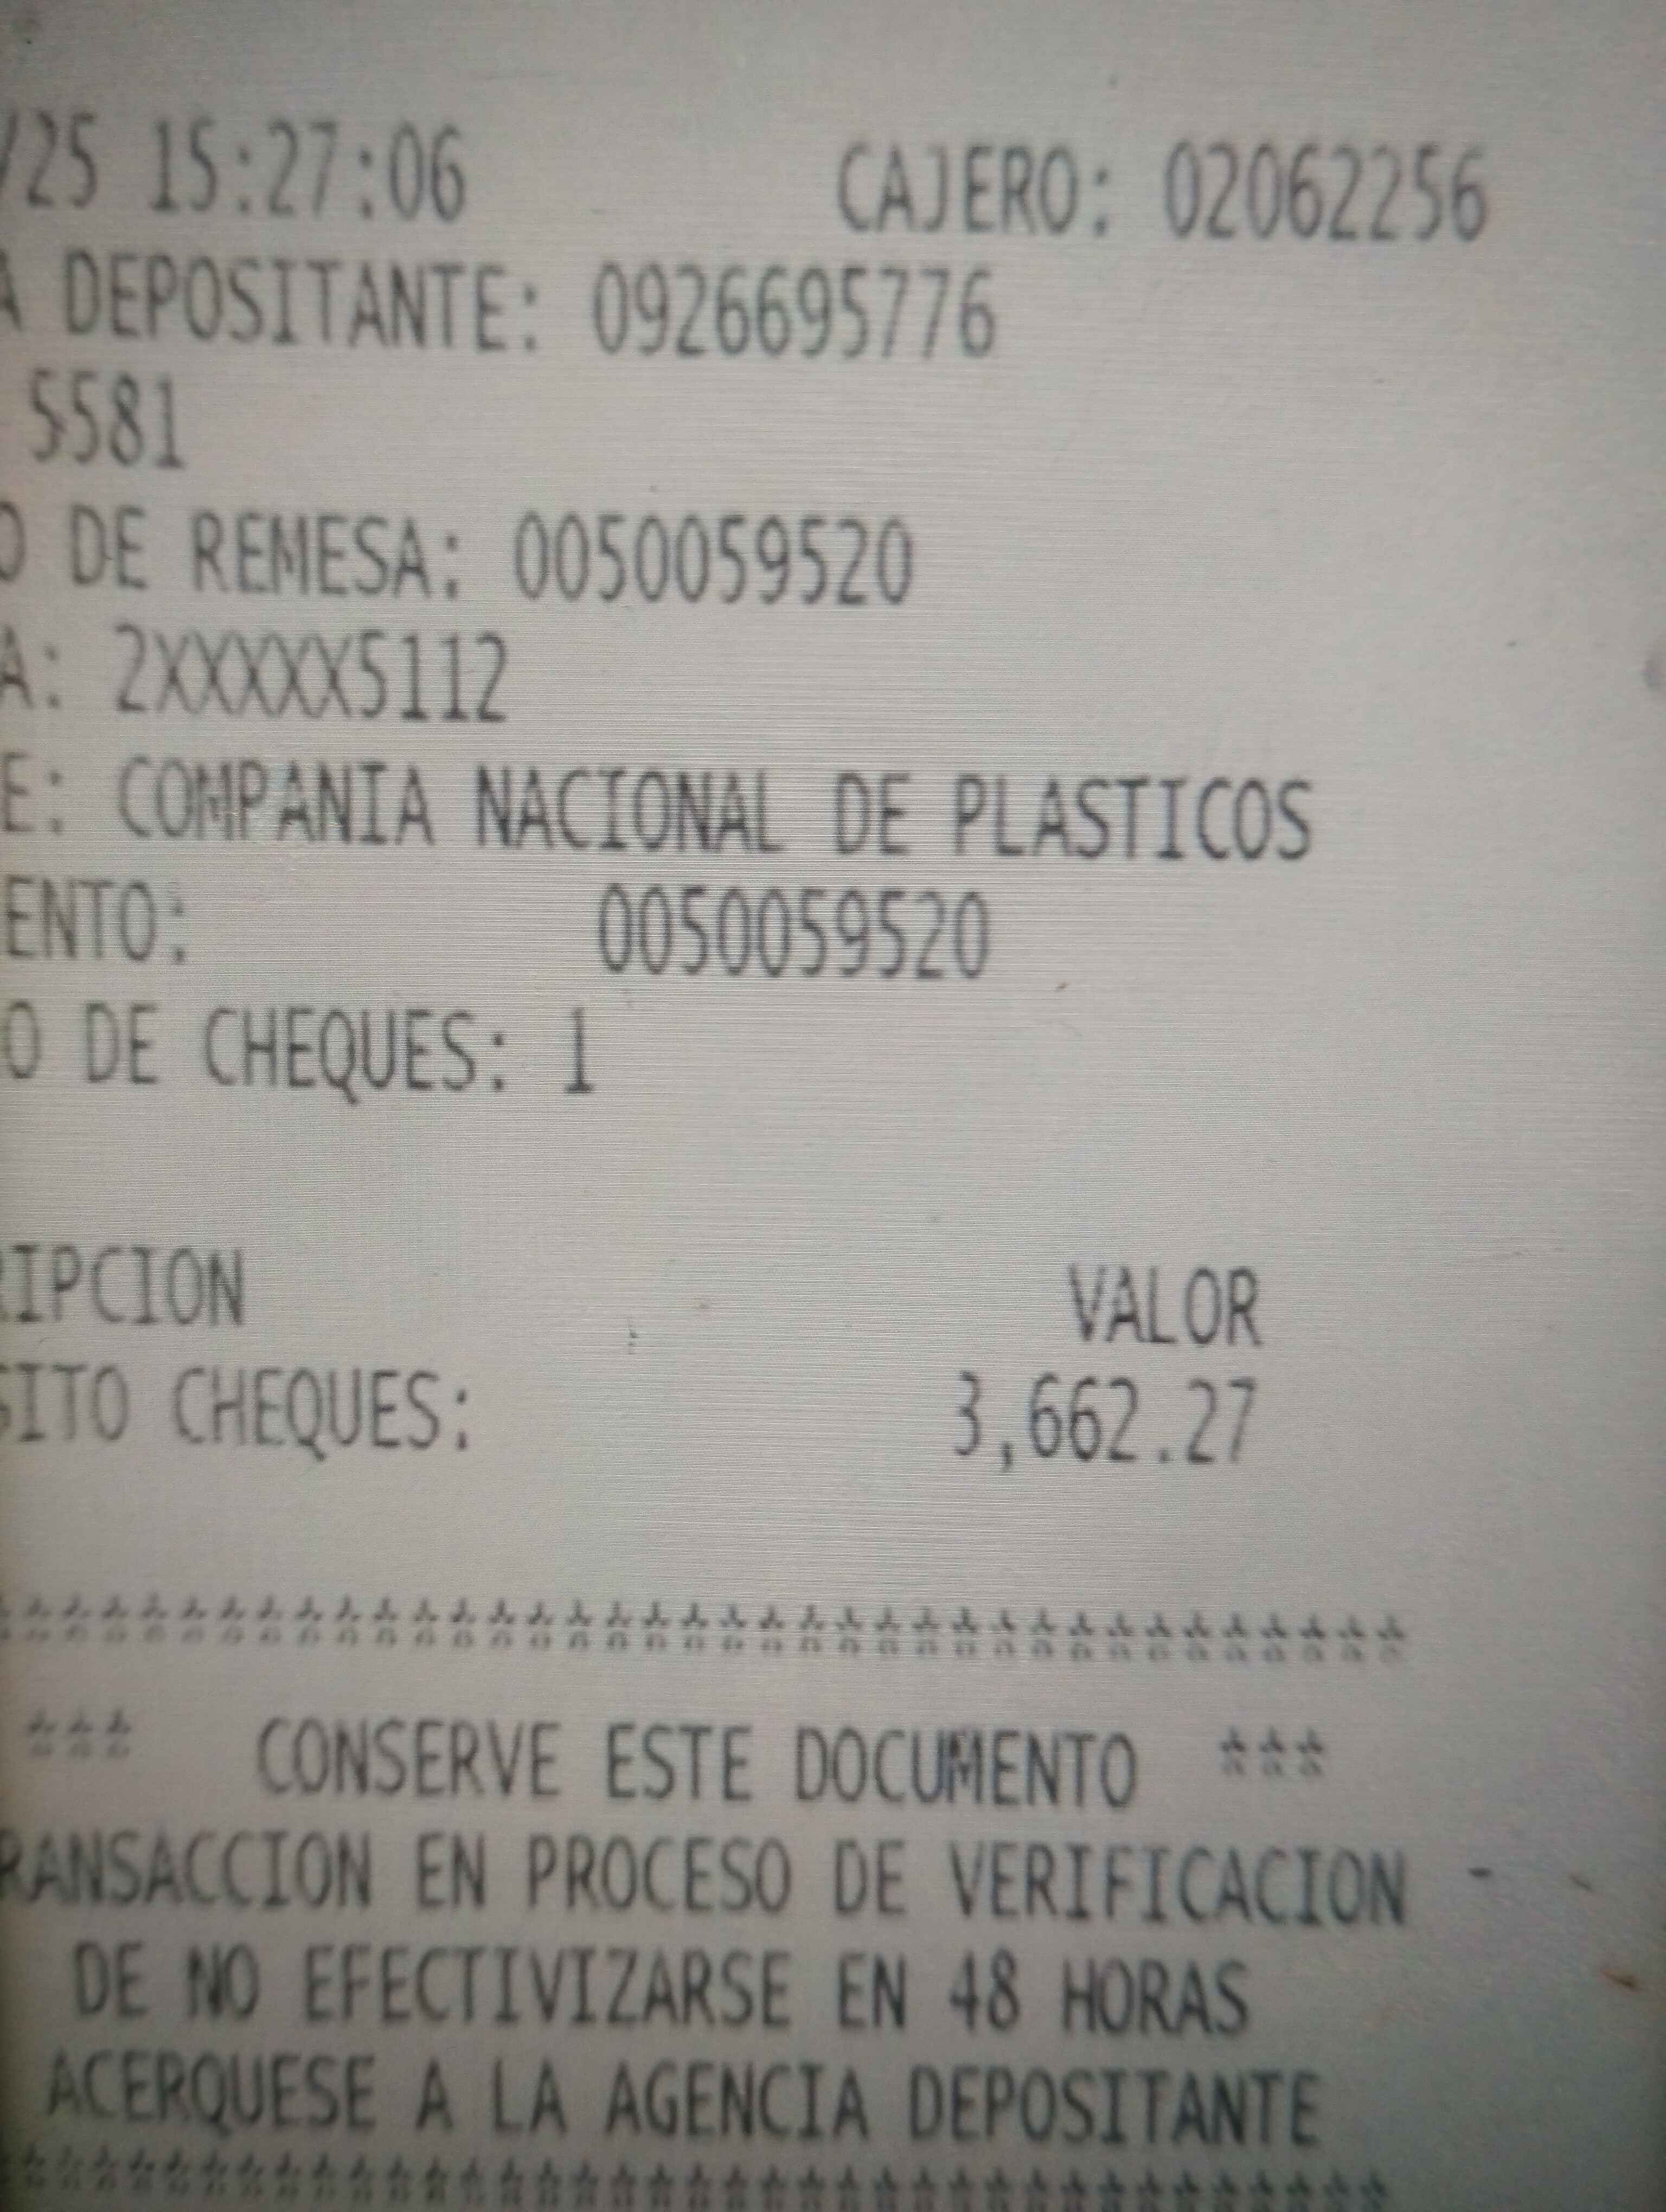 /25 15:27:06 CAJERO: 02062256
A DEPOSITANTE: 0926695776
5581
O DE REMESA: 0050059520
A: 2XXXXX5112
E: COMPANIA NACIONAL DE PLASTICOS
ENTO: 0050059520
O DE CHEQUES: 1
RIPCION VALOR
SITO CHEQUES: 3,662.27
*************************************
*** CONSERVE ESTE DOCUMENTO ***
RANSACCION EN PROCESO DE VERIFICACION -
DE NO EFECTIVIZARSE EN 48 HORAS
ACERQUESE A LA AGENCIA DEPOSITANTE
*************************************